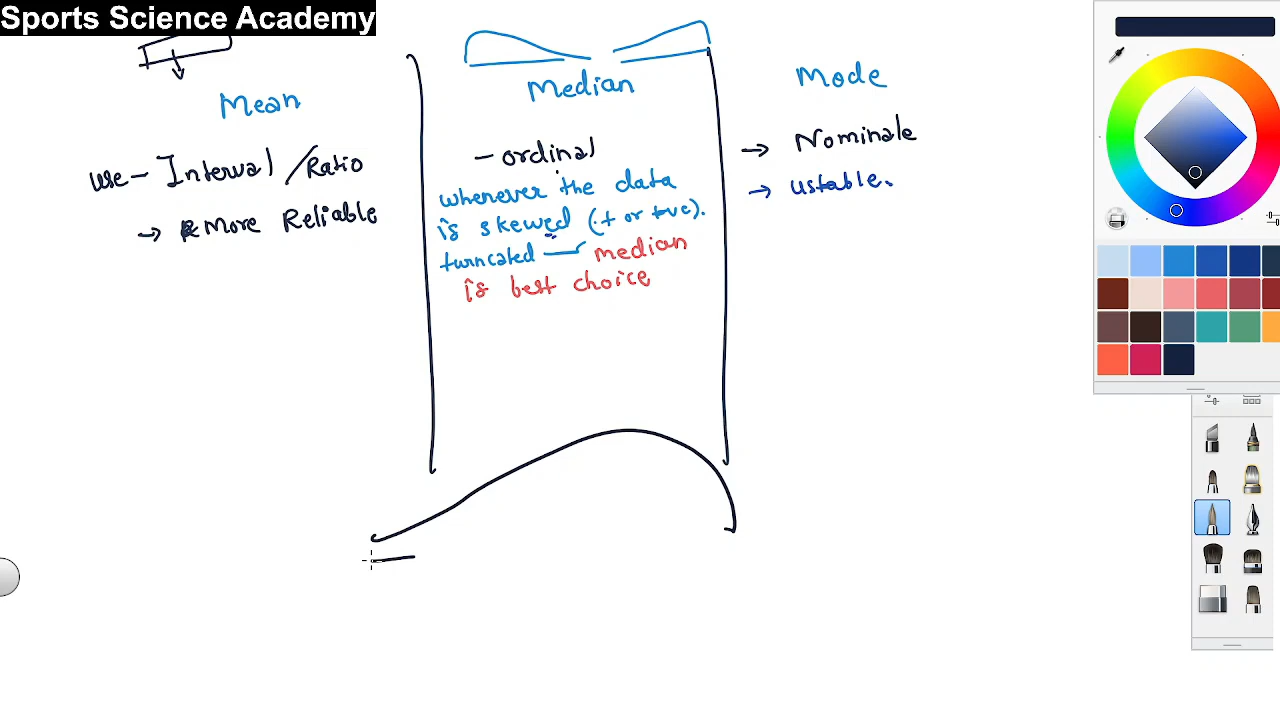 Sports Science Academy
Mean
use - Interval / Ratio
→ More Reliable
Median
- ordinal
whenever the data
is skewed (+ or +ve).
turncated — median
is best choice
Mode
→ Nominale
→ ustable.